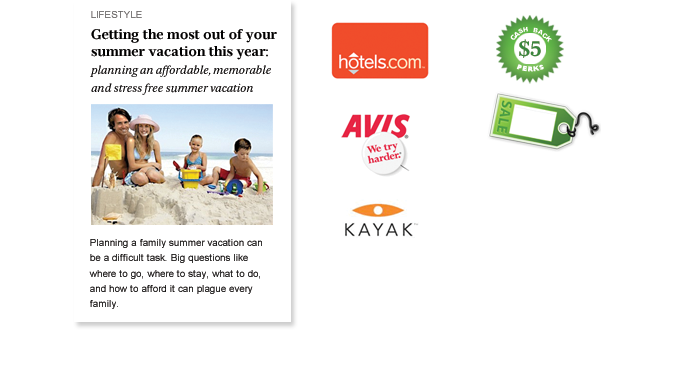 LIFESTYLE
Getting the most out of your
summer vacation this year:
planning an affordable, memorable
and stress free summer vacation
Planning a family summer vacation can
be a difficult task. Big questions like
where to go, where to stay, what to do,
and how to afford it can plague every
family.
hotels.com
AVIS
We try
harder.
KAYAK
CASH BACK
$5
PERKS
SALE